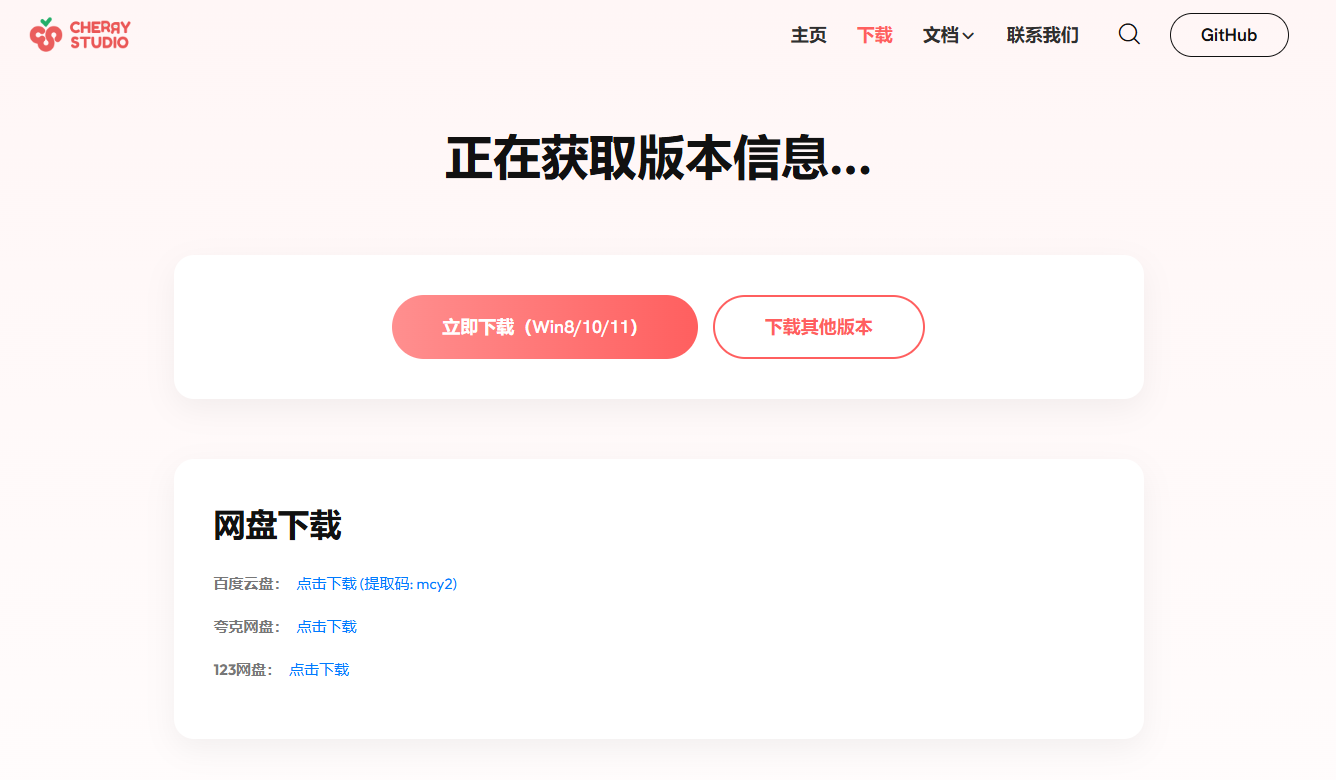 CHERRY
STUDIO
主页 下载 文档 联系我们 GitHub
正在获取版本信息...
立即下载（Win8/10/11） 下载其他版本
网盘下载
百度云盘： 点击下载(提取码: mcy2)
夸克网盘： 点击下载
123网盘： 点击下载